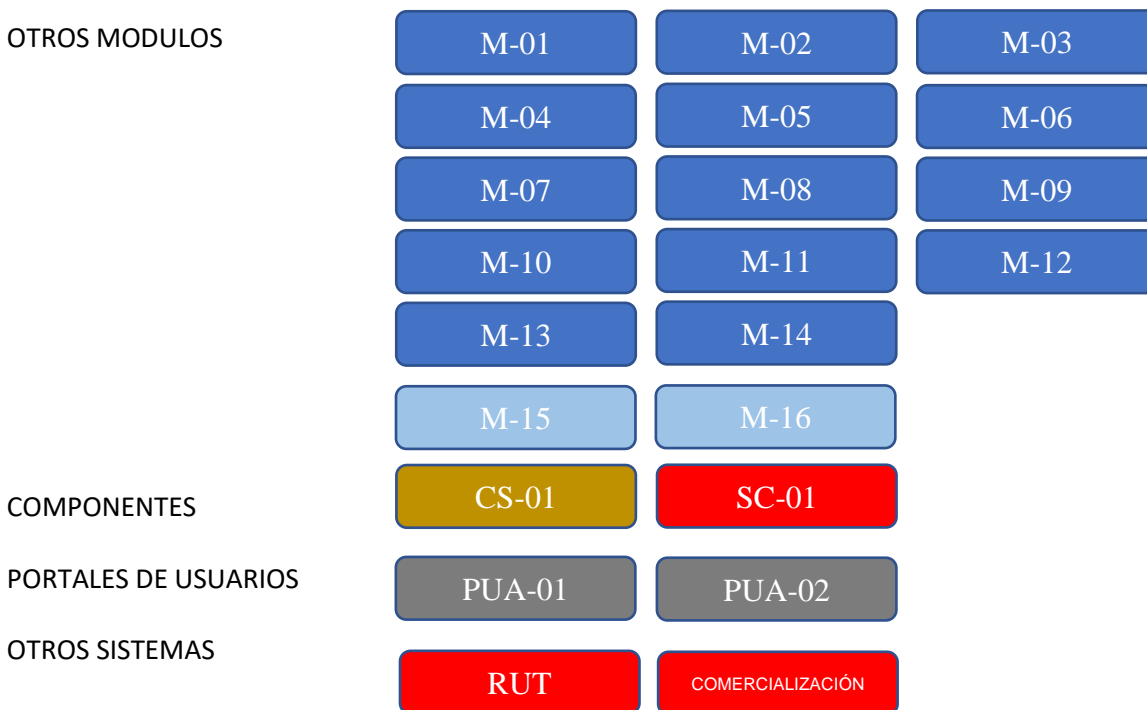 OTROS MODULOS
M-01 M-02 M-03
M-04 M-05 M-06
M-07 M-08 M-09
M-10 M-11 M-12
M-13 M-14
M-15 M-16
COMPONENTES
CS-01 SC-01
PORTALES DE USUARIOS
PUA-01 PUA-02
OTROS SISTEMAS
RUT COMERCIALIZACIÓN